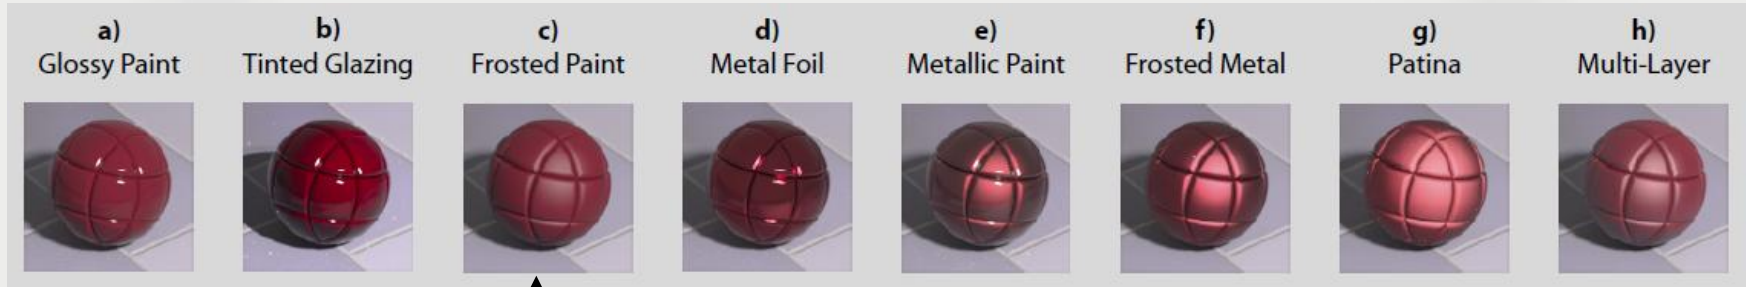 a)
Glossy Paint
b)
Tinted Glazing
c)
Frosted Paint
d)
Metal Foil
e)
Metallic Paint
f)
Frosted Metal
g)
Patina
h)
Multi-Layer